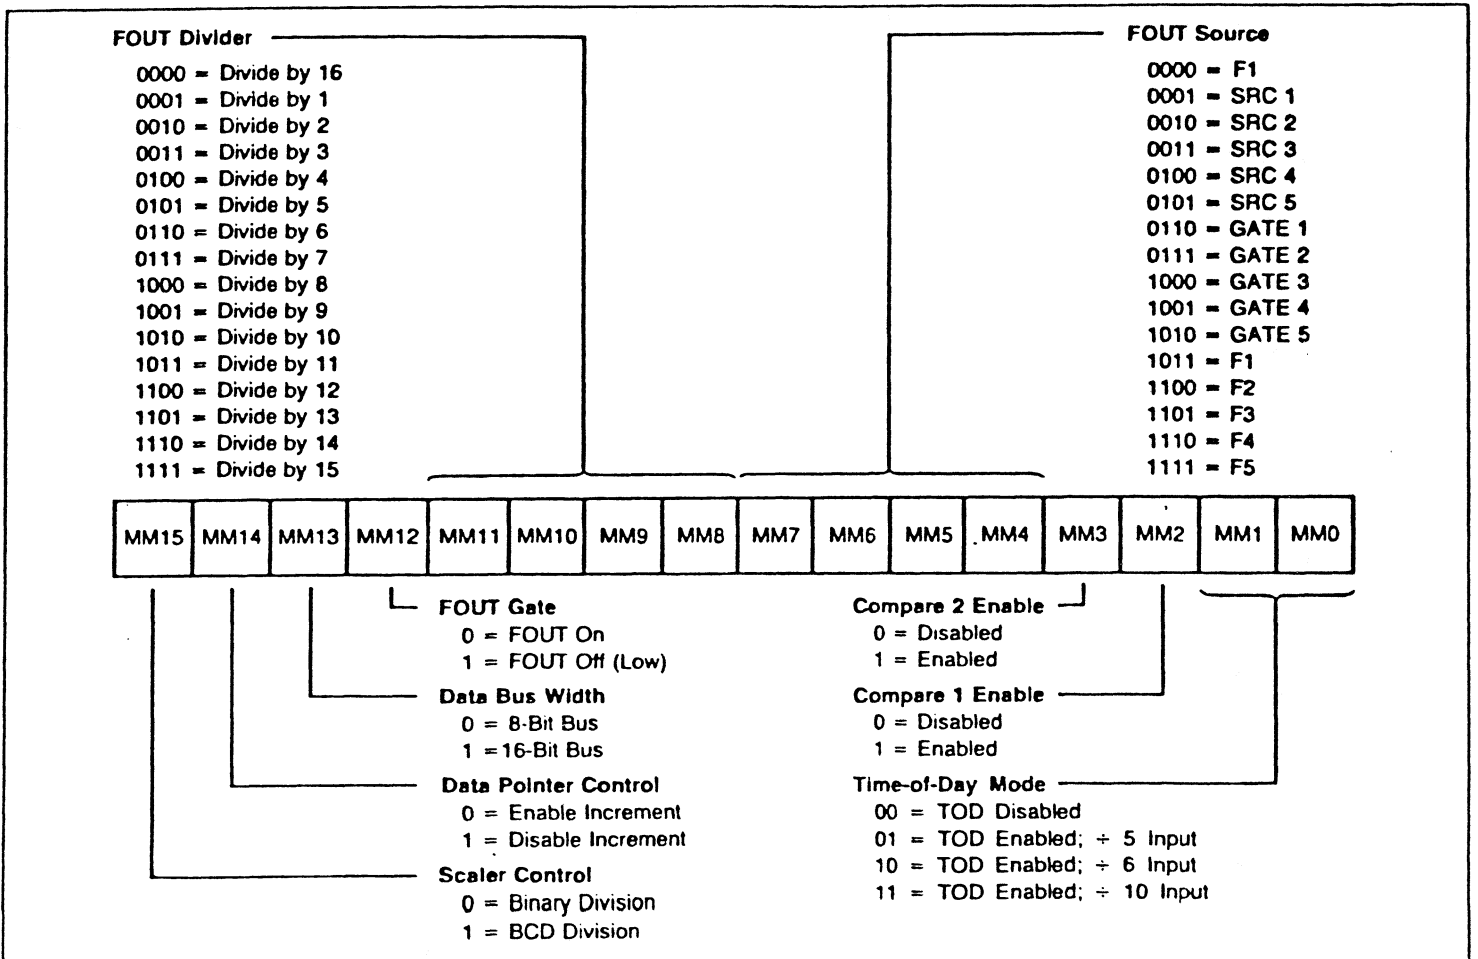 FOUT Divider
0000 = Divide by 16
0001 = Divide by 1
0010 = Divide by 2
0011 = Divide by 3
0100 = Divide by 4
0101 = Divide by 5
0110 = Divide by 6
0111 = Divide by 7
1000 = Divide by 8
1001 = Divide by 9
1010 = Divide by 10
1011 = Divide by 11
1100 = Divide by 12
1101 = Divide by 13
1110 = Divide by 14
1111 = Divide by 15
FOUT Source
0000 = F1
0001 = SRC 1
0010 = SRC 2
0011 = SRC 3
0100 = SRC 4
0101 = SRC 5
0110 = GATE 1
0111 = GATE 2
1000 = GATE 3
1001 = GATE 4
1010 = GATE 5
1011 = F1
1100 = F2
1101 = F3
1110 = F4
1111 = F5
MM15 MM14 MM13 MM12 MM11 MM10 MM9 MM8 MM7 MM6 MM5 MM4 MM3 MM2 MM1 MM0
FOUT Gate
0 = FOUT On
1 = FOUT Off (Low)
Data Bus Width
0 = 8-Bit Bus
1 =16-Bit Bus
Data Pointer Control
0 = Enable Increment
1 = Disable Increment
Scaler Control
0 = Binary Division
1 = BCD Division
Compare 2 Enable
0 = Disabled
1 = Enabled
Compare 1 Enable
0 = Disabled
1 = Enabled
Time-of-Day Mode
00 = TOD Disabled
01 = TOD Enabled; ÷ 5 Input
10 = TOD Enabled; ÷ 6 Input
11 = TOD Enabled; ÷ 10 Input